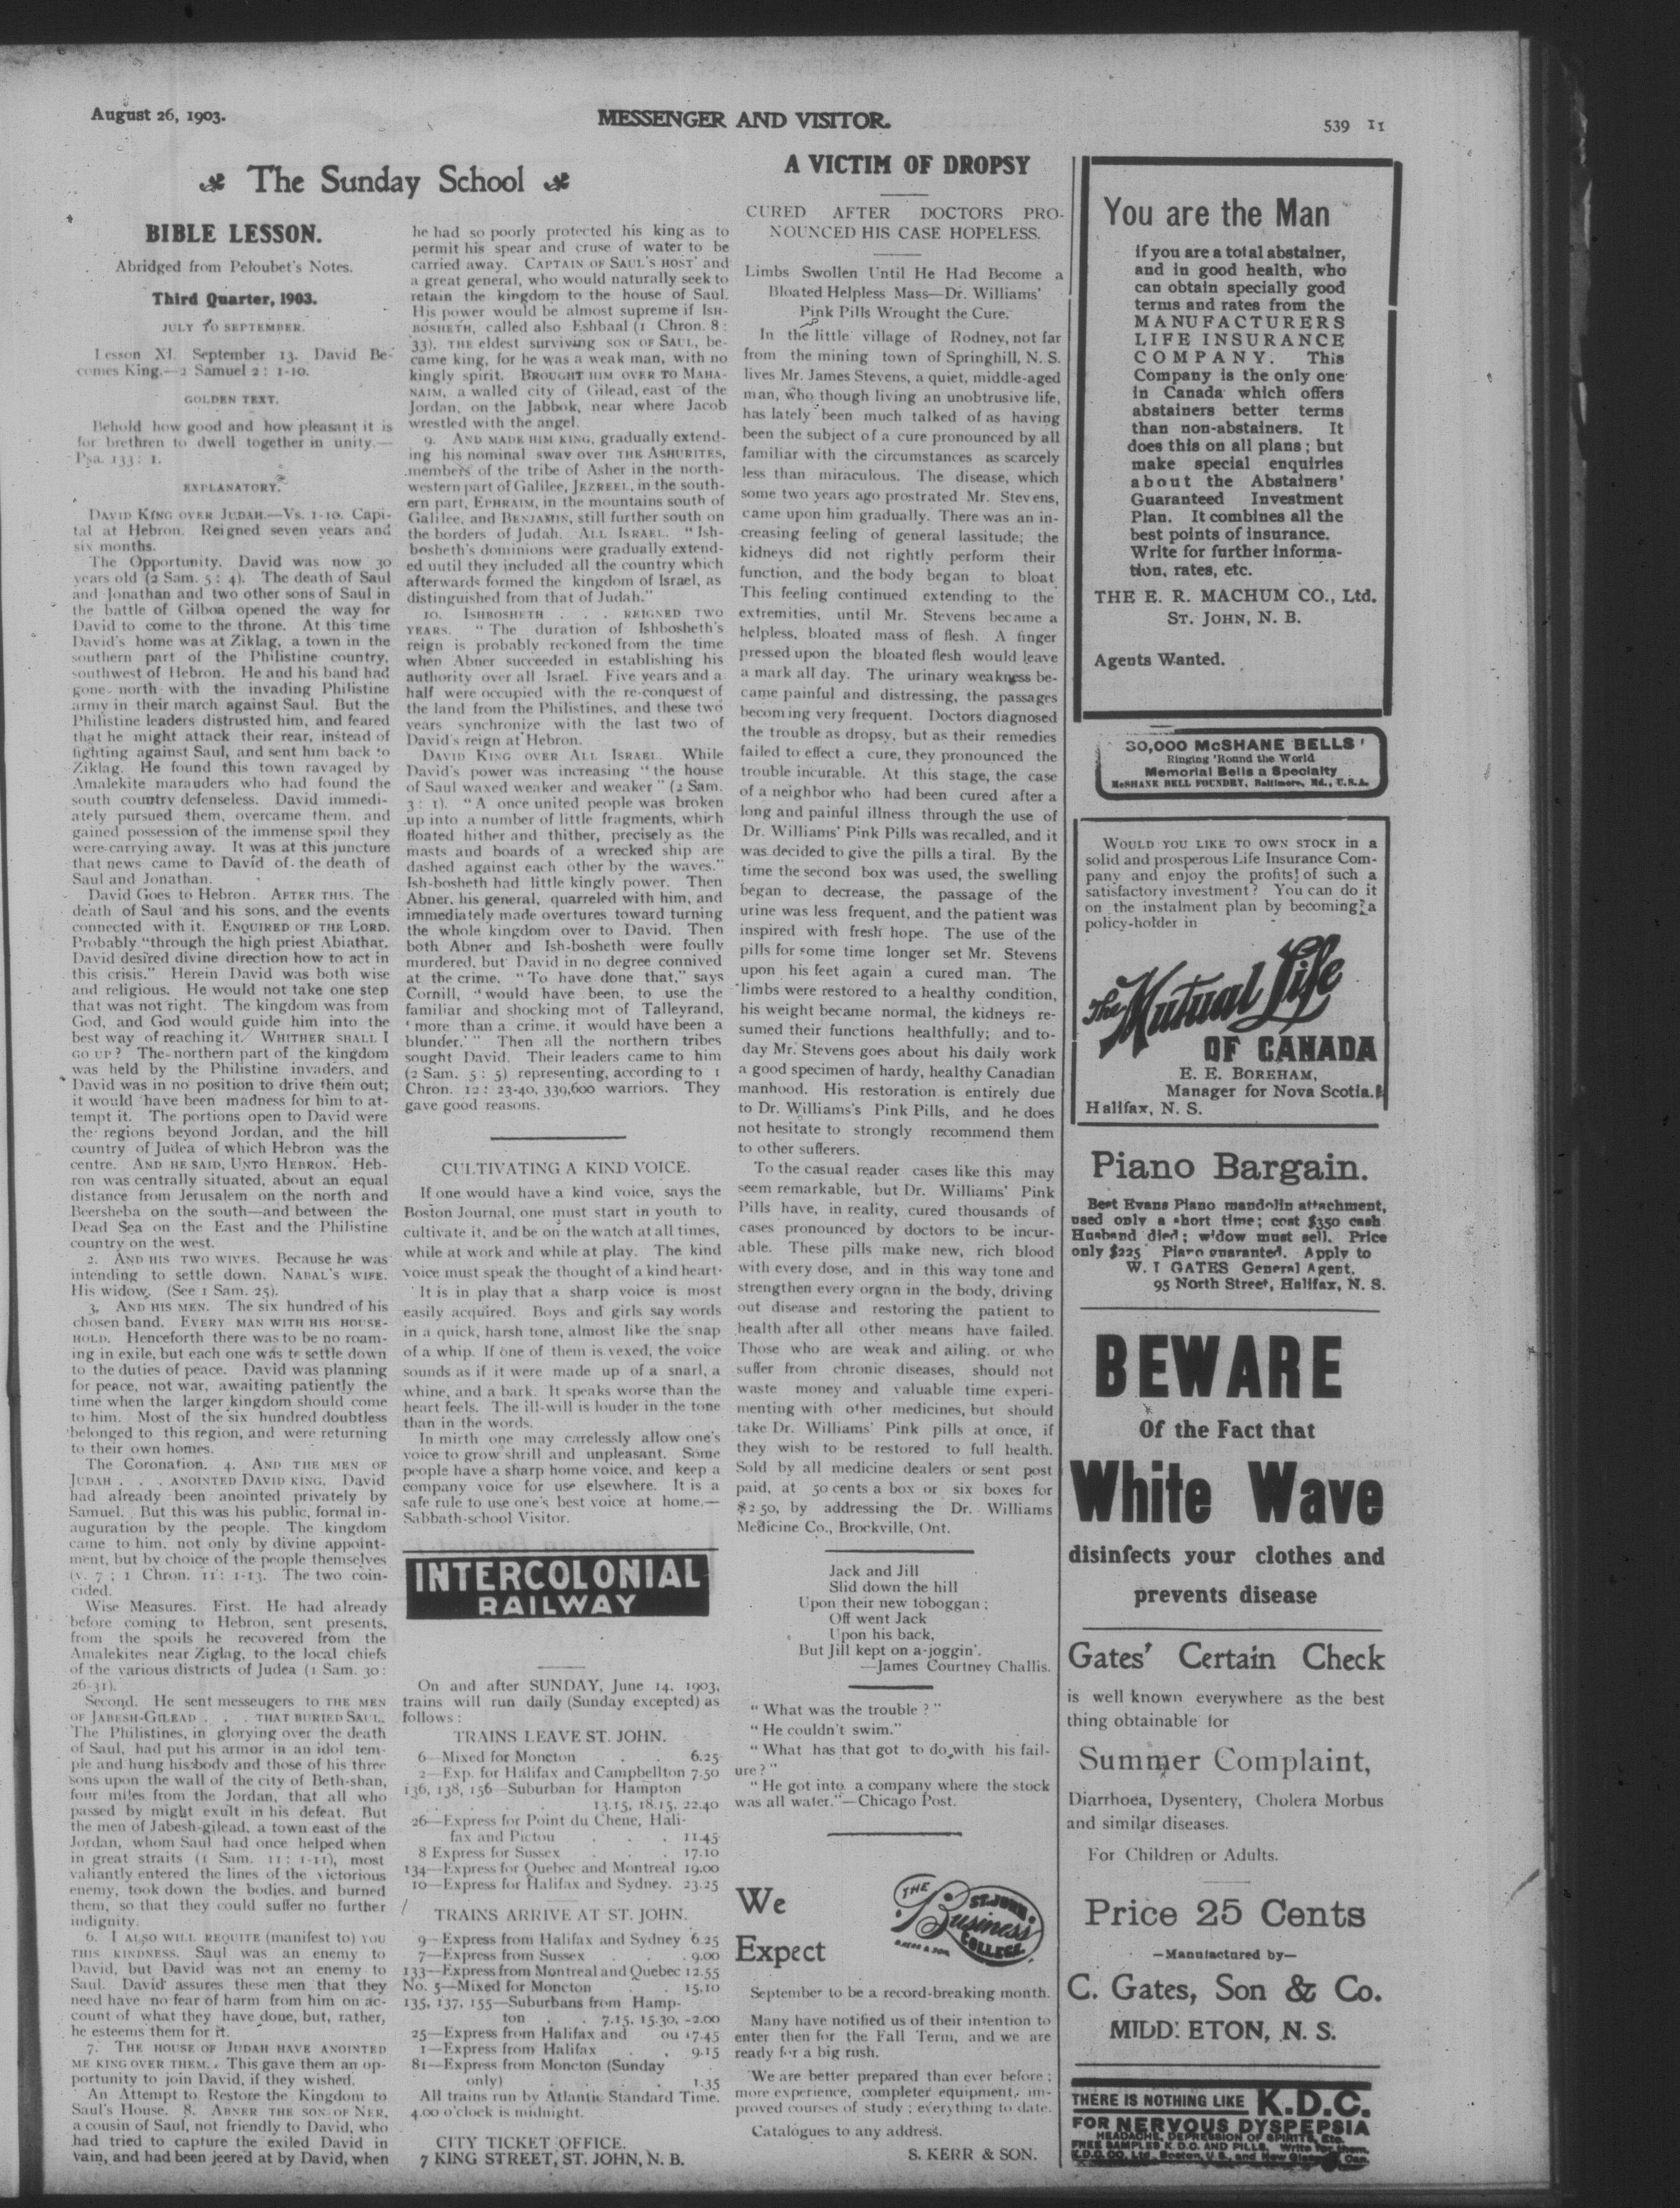 August 26, 1903.
MESSENGER AND VISITOR.
539 11
The Sunday School
BIBLE LESSON.
Abridged from Peloubet's Notes.
Third Quarter, 1903.
JULY TO SEPTEMBER.
Lesson XI. September 13. David Be-
comes King.—2 Samuel 2: 1-10.
GOLDEN TEXT.
Behold how good and how pleasant it is
for brethren to dwell together in unity.—
Psa. 133: 1.
EXPLANATORY.
DAVID KING OVER JUDAH.—Vs. 1-10. Capi-
tal at Hebron. Reigned seven years and
six months.
The Opportunity. David was now 30
years old (2 Sam. 5: 4). The death of Saul
and Jonathan and two other sons of Saul in
the battle of Gilboa opened the way for
David to come to the throne. At this time
David's home was at Ziklag, a town in the
southern part of the Philistine country,
southwest of Hebron. He and his band had
gone north with the invading Philistine
army in their march against Saul. But the
Philistine leaders distrusted him, and feared
that he might attack their rear, instead of
fighting against Saul, and sent him back to
Ziklag. He found this town ravaged by
Amalekite marauders who had found the
south country defenseless. David immedi-
ately pursued them, overcame them, and
gained possession of the immense spoil they
were carrying away. It was at this juncture
that news came to David of the death of
Saul and Jonathan.
David Goes to Hebron. AFTER THIS. The
death of Saul and his sons, and the events
connected with it. ENQUIRED OF THE LORD.
Probably "through the high priest Abiathar,
David desired divine direction how to act in
this crisis." Herein David was both wise
and religious. He would not take one step
that was not right. The kingdom was from
God, and God would guide him into the
best way of reaching it. WHITHER SHALL I
GO UP? The northern part of the kingdom
was held by the Philistine invaders, and
David was in no position to drive them out;
it would have been madness for him to at-
tempt it. The portions open to David were
the regions beyond Jordan, and the hill
country of Judea of which Hebron was the
centre. AND HE SAID, UNTO HEBRON. Heb-
ron was centrally situated, about an equal
distance from Jerusalem on the north and
Beersheba on the south—and between the
Dead Sea on the East and the Philistine
country on the west.
2. AND HIS TWO WIVES. Because he was
intending to settle down. NABAL'S WIFE.
His widow. (See 1 Sam. 25).
3. AND HIS MEN. The six hundred of his
chosen band. EVERY MAN WITH HIS HOUSE-
HOLD. Henceforth there was to be no roam-
ing in exile, but each one was te settle down
to the duties of peace. David was planning
for peace, not war, awaiting patiently the
time when the larger kingdom should come
to him. Most of the six hundred doubtless
belonged to this region, and were returning
to their own homes.
The Coronation. 4. AND THE MEN OF
JUDAH . . . ANOINTED DAVID KING. David
had already been anointed privately by
Samuel. But this was his public, formal in-
auguration by the people. The kingdom
came to him, not only by divine appoint-
ment, but by choice of the people themselves
(v. 7; 1 Chron. 11: 1-13. The two coin-
cided.
Wise Measures. First. He had already
before coming to Hebron, sent presents,
from the spoils he recovered from the
Amalekites near Ziglag, to the local chiefs
of the various districts of Judea (1 Sam. 30:
26-31).
Second. He sent messeugers to THE MEN
OF JABESH-GILEAD . . . THAT BURIED SAUL.
The Philistines, in glorying over the death
of Saul, had put his armor in an idol tem-
ple and hung his body and those of his three
sons upon the wall of the city of Beth-shan,
four miles from the Jordan, that all who
passed by might exult in his defeat. But
the men of Jabesh-gilead, a town east of the
Jordan, whom Saul had once helped when
in great straits (1 Sam. 11: 1-11), most
valiantly entered the lines of the victorious
enemy, took down the bodies, and burned
them, so that they could suffer no further
indignity.
6. I ALSO WILL REQUITE (manifest to) YOU
THIS KINDNESS. Saul was an enemy to
David, but David was not an enemy to
Saul. David assures these men that they
need have no fear of harm from him on ac-
count of what they have done, but, rather,
he esteems them for it.
7. THE HOUSE OF JUDAH HAVE ANOINTED
ME KING OVER THEM. This gave them an op-
portunity to join David, if they wished.
An Attempt to Restore the Kingdom to
Saul's House. 8. ABNER THE SON OF NER,
a cousin of Saul, not friendly to David, who
had tried to capture the exiled David in
vain, and had been jeered at by David, when
he had so poorly protected his king as to
permit his spear and cruse of water to be
carried away. CAPTAIN OF SAUL'S HOST and
a great general, who would naturally seek to
retain the kingdom to the house of Saul.
His power would be almost supreme if ISH-
BOSHETH, called also Eshbaal (1 Chron. 8:
33), THE eldest surviving SON OF SAUL, be-
came king, for he was a weak man, with no
kingly spirit. BROUGHT HIM OVER TO MAHA-
NAIM, a walled city of Gilead, east of the
Jordan, on the Jabbok, near where Jacob
wrestled with the angel.
9. AND MADE HIM KING, gradually extend-
ing his nominal sway over THE ASHURITES,
members of the tribe of Asher in the north-
western part of Galilee, JEZREEL, in the south-
ern part, EPHRAIM, in the mountains south of
Galilee, and BENJAMIN, still further south on
the borders of Judah. ALL ISRAEL. "Ish-
bosheth's dominions were gradually extend-
ed uutil they included all the country which
afterwards formed the kingdom of Israel, as
distinguished from that of Judah."
10. ISHBOSHETH . . . REIGNED TWO
YEARS. "The duration of Ishbosheth's
reign is probably reckoned from the time
when Abner succeeded in establishing his
authority over all Israel. Five years and a
half were occupied with the re-conquest of
the land from the Philistines, and these two
years synchronize with the last two of
David's reign at Hebron.
DAVID KING OVER ALL ISRAEL. While
David's power was increasing "the house
of Saul waxed weaker and weaker" (2 Sam.
3: 1). "A once united people was broken
up into a number of little fragments, which
floated hither and thither, precisely as the
masts and boards of a wrecked ship are
dashed against each other by the waves."
Ish-bosheth had little kingly power. Then
Abner, his general, quarreled with him, and
immediately made overtures toward turning
the whole kingdom over to David. Then
both Abner and Ish-bosheth were foully
murdered, but David in no degree connived
at the crime. "To have done that," says
Cornill, "would have been, to use the
familiar and shocking mot of Talleyrand,
'more than a crime, it would have been a
blunder.'" Then all the northern tribes
sought David. Their leaders came to him
(2 Sam. 5: 5) representing, according to 1
Chron. 12: 23-40, 339,600 warriors. They
gave good reasons.
CULTIVATING A KIND VOICE.
If one would have a kind voice, says the
Boston Journal, one must start in youth to
cultivate it, and be on the watch at all times,
while at work and while at play. The kind
voice must speak the thought of a kind heart.
It is in play that a sharp voice is most
easily acquired. Boys and girls say words
in a quick, harsh tone, almost like the snap
of a whip. If one of them is vexed, the voice
sounds as if it were made up of a snarl, a
whine, and a bark. It speaks worse than the
heart feels. The ill-will is louder in the tone
than in the words.
In mirth one may carelessly allow one's
voice to grow shrill and unpleasant. Some
people have a sharp home voice, and keep a
company voice for use elsewhere. It is a
safe rule to use one's best voice at home.—
Sabbath-school Visitor.
INTERCOLONIAL
RAILWAY
On and after SUNDAY, June 14, 1903,
trains will run daily (Sunday excepted) as
follows:
TRAINS LEAVE ST. JOHN.
6—Mixed for Moncton . . 6.25
2—Exp. for Halifax and Campbellton 7.50
136, 138, 156—Suburban for Hampton
13.15, 18.15, 22.40
26—Express for Point du Chene, Hali-
fax and Pictou . . . 11.45
8 Express for Sussex . . . 17.10
134—Express for Quebec and Montreal 19.00
10—Express for Halifax and Sydney. 23.25
TRAINS ARRIVE AT ST. JOHN.
9—Express from Halifax and Sydney 6.25
7—Express from Sussex . . . 9.00
133—Express from Montreal and Quebec 12.55
No. 5—Mixed for Moncton . . 15.10
135, 137, 155—Suburbans from Hamp-
ton . . 7.15, 15.30, -2.00
25—Express from Halifax and ou 17.45
1—Express from Halifax . . 9.15
81—Express from Moncton (Sunday
only) . . . . 1.35
All trains run by Atlantic Standard Time.
4.00 o'clock is midnight.
CITY TICKET OFFICE.
7 KING STREET, ST. JOHN, N. B.
A VICTIM OF DROPSY
CURED AFTER DOCTORS PRO-
NOUNCED HIS CASE HOPELESS.
Limbs Swollen Until He Had Become a
Bloated Helpless Mass—Dr. Williams'
Pink Pills Wrought the Cure.
In the little village of Rodney, not far
from the mining town of Springhill, N. S.
lives Mr. James Stevens, a quiet, middle-aged
man, who though living an unobtrusive life,
has lately been much talked of as having
been the subject of a cure pronounced by all
familiar with the circumstances as scarcely
less than miraculous. The disease, which
some two years ago prostrated Mr. Stevens,
came upon him gradually. There was an in-
creasing feeling of general lassitude; the
kidneys did not rightly perform their
function, and the body began to bloat
This feeling continued extending to the
extremities, until Mr. Stevens became a
helpless, bloated mass of flesh. A finger
pressed upon the bloated flesh would leave
a mark all day. The urinary weakness be-
came painful and distressing, the passages
becoming very frequent. Doctors diagnosed
the trouble as dropsy, but as their remedies
failed to effect a cure, they pronounced the
trouble incurable. At this stage, the case
of a neighbor who had been cured after a
long and painful illness through the use of
Dr. Williams' Pink Pills was recalled, and it
was decided to give the pills a tiral. By the
time the second box was used, the swelling
began to decrease, the passage of the
urine was less frequent, and the patient was
inspired with fresh hope. The use of the
pills for some time longer set Mr. Stevens
upon his feet again a cured man. The
limbs were restored to a healthy condition,
his weight became normal, the kidneys re-
sumed their functions healthfully; and to-
day Mr. Stevens goes about his daily work
a good specimen of hardy, healthy Canadian
manhood. His restoration is entirely due
to Dr. Williams's Pink Pills, and he does
not hesitate to strongly recommend them
to other sufferers.
To the casual reader cases like this may
seem remarkable, but Dr. Williams' Pink
Pills have, in reality, cured thousands of
cases pronounced by doctors to be incur-
able. These pills make new, rich blood
with every dose, and in this way tone and
strengthen every organ in the body, driving
out disease and restoring the patient to
health after all other means have failed.
Those who are weak and ailing, or who
suffer from chronic diseases, should not
waste money and valuable time experi-
menting with other medicines, but should
take Dr. Williams' Pink pills at once, if
they wish to be restored to full health.
Sold by all medicine dealers or sent post
paid, at 50 cents a box or six boxes for
$2 50, by addressing the Dr. Williams
Medicine Co., Brockville, Ont.
Jack and Jill
Slid down the hill
Upon their new toboggan;
Off went Jack
Upon his back,
But Jill kept on a-joggin'.
—James Courtney Challis.
"What was the trouble?"
"He couldn't swim."
"What has that got to do with his fail-
ure?"
"He got into a company where the stock
was all water."—Chicago Post.
We
Expect
THE
ST. JOHN
Business
COLLEGE
S. KERR & SON
September to be a record-breaking month.
Many have notified us of their intention to
enter then for the Fall Term, and we are
ready for a big rush.
We are better prepared than ever before;
more experience, completer equipment, im-
proved courses of study; everything to date.
Catalogues to any address.
S. KERR & SON.
You are the Man
if you are a total abstainer,
and in good health, who
can obtain specially good
terms and rates from the
MANUFACTURERS
LIFE INSURANCE
COMPANY. This
Company is the only one
in Canada which offers
abstainers better terms
than non-abstainers. It
does this on all plans; but
make special enquiries
about the Abstainers'
Guaranteed Investment
Plan. It combines all the
best points of insurance.
Write for further informa-
tion, rates, etc.
THE E. R. MACHUM CO., Ltd.
ST. JOHN, N. B.
Agents Wanted.
30,000 McSHANE BELLS
Ringing 'Round the World
Memorial Bells a Specialty
McSHANE BELL FOUNDRY, Baltimore, Md., U.S.A.
WOULD YOU LIKE TO OWN STOCK in a
solid and prosperous Life Insurance Com-
pany and enjoy the profits of such a
satisfactory investment? You can do it
on the instalment plan by becoming a
policy-holder in
The Mutual Life
OF CANADA
E. E. BOREHAM,
Manager for Nova Scotia.
Halifax, N. S.
Piano Bargain.
Best Evans Piano mandolin attachment,
used only a short time; cost $350 cash
Husband died; widow must sell. Price
only $225 Piano guaranted. Apply to
W. I GATES General Agent,
95 North Street, Halifax, N. S.
BEWARE
Of the Fact that
White Wave
disinfects your clothes and
prevents disease
Gates' Certain Check
is well known everywhere as the best
thing obtainable for
Summer Complaint,
Diarrhoea, Dysentery, Cholera Morbus
and similar diseases.
For Children or Adults.
Price 25 Cents
—Manufactured by—
C. Gates, Son & Co.
MIDD! ETON, N. S.
THERE IS NOTHING LIKE K.D.C.
FOR NERVOUS DYSPEPSIA
HEADACHE, DEPRESSION OF SPIRITS, Etc.
FREE SAMPLES K.D.C. AND PILLS. Write for them.
K.D.C. CO. Ltd., Boston, U.S., and New Glasgow, Can.